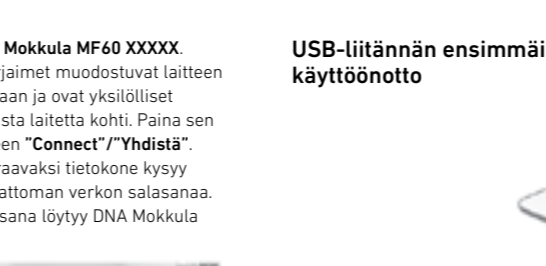 Mokkula MF60 XXXXX.
jaimet muodostuvat laitteen
aan ja ovat yksilölliset
sta laitetta kohti. Paina sen
een "Connect"/"Yhdistä".
raavaksi tietokone kysyy
attoman verkon salasanaa.
sana löytyy DNA Mokkula
USB-liitännän ensimmäi
käyttöönotto